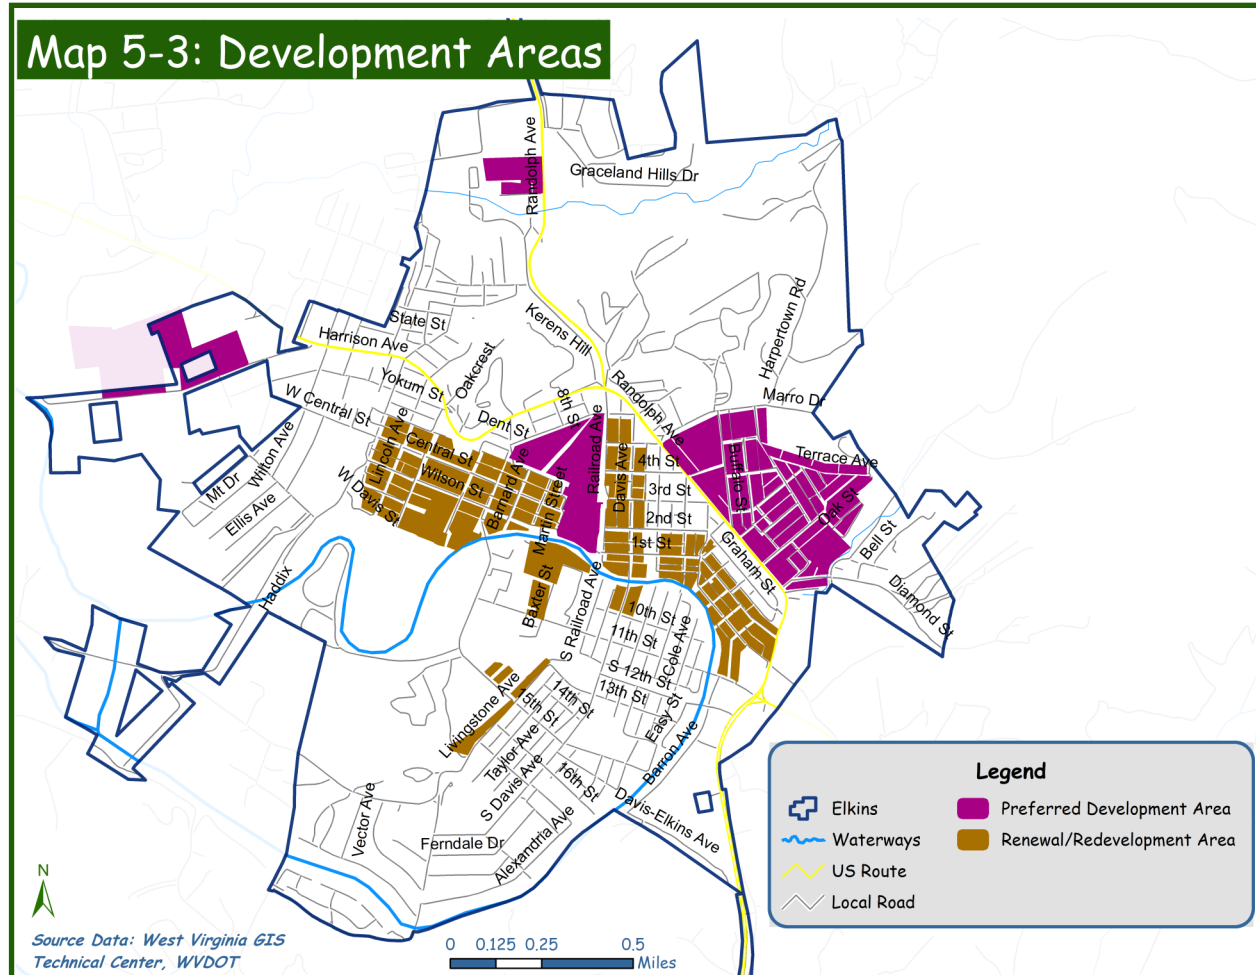 Map 5-3: Development Areas
Randolph Ave
Graceland Hills Dr
Harpertown Rd
State St
Harrison Ave
Kerens Hill
Oakcrest
Yokum St
Randolph Ave
Marro Dr
W Central St
Dent St
8th St
Railroad Ave
Lincoln Ave
Central St
Davis Ave
4th St
Buffalo St
Terrace Ave
Wilton Ave
Mt Dr
Wilson St
Barnard Ave
Martin Street
3rd St
Oak St
W Davis St
Ellis Ave
2nd St
1st St
Graham St
Bell St
Haddix
Baxter St
S Railroad Ave
10th St
Diamond St
11th St
Cole Ave
S 12th St
13th St
14th St
15th St
Livingstone Ave
Easy St
Taylor Ave
Barron Ave
S Davis Ave
16th St
Davis-Elkins Ave
Vector Ave
Ferndale Dr
Alexandria Ave
Legend
Elkins
Waterways
US Route
Local Road
Preferred Development Area
Renewal/Redevelopment Area
N
Source Data: West Virginia GIS
Technical Center, WVDOT
0 0.125 0.25 0.5
Miles